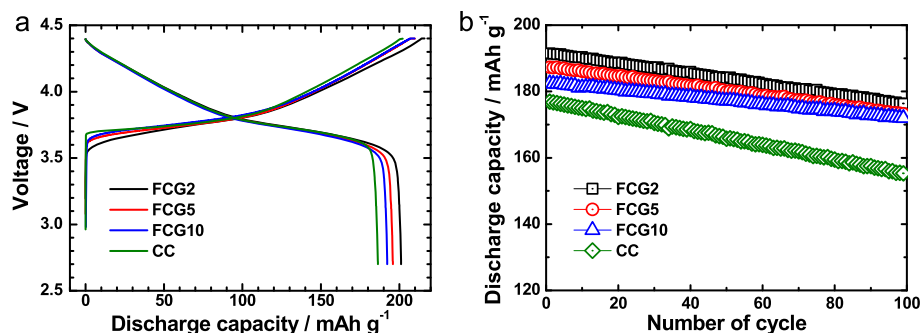 a
4.5
4.0
3.5
3.0
2.5
Voltage / V
0
50
100
150
200
Discharge capacity / mAh g⁻¹
FCG2
FCG5
FCG10
CC
b
200
180
160
140
120
Discharge capacity / mAh g⁻¹
0
20
40
60
80
100
Number of cycle
FCG2
FCG5
FCG10
CC